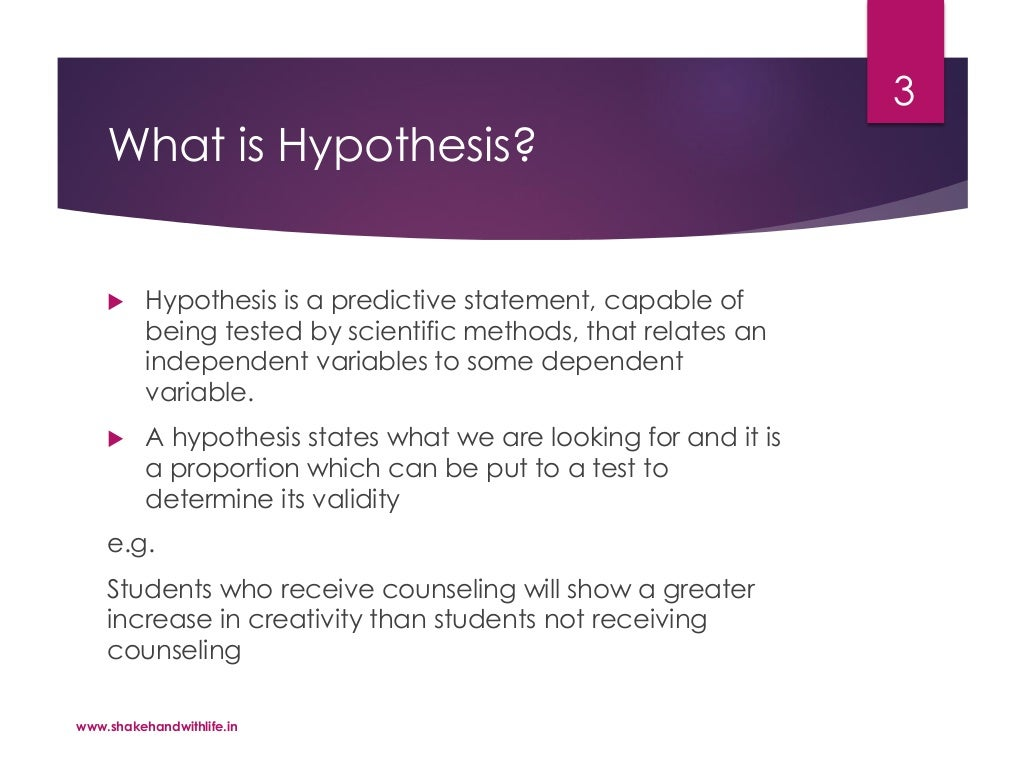 3
What is Hypothesis?
Hypothesis is a predictive statement, capable of
being tested by scientific methods, that relates an
independent variables to some dependent
variable.
A hypothesis states what we are looking for and it is
a proportion which can be put to a test to
determine its validity
e.g.
Students who receive counseling will show a greater
increase in creativity than students not receiving
counseling
www.shakehandwithlife.in